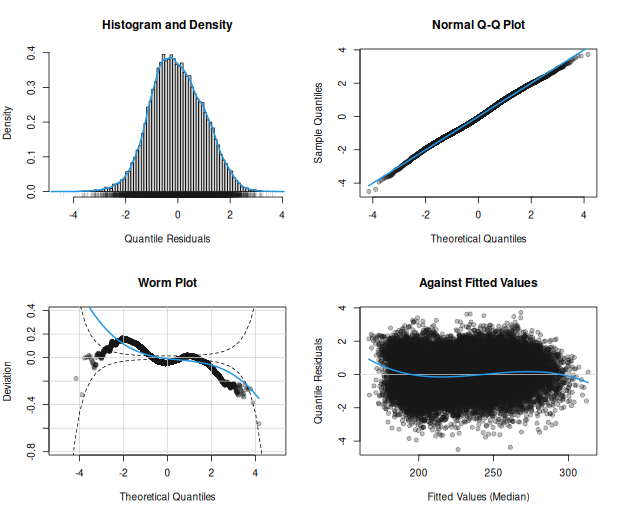 Histogram and Density
Density
0.0 0.1 0.2 0.3 0.4
-4 -2 0 2 4
Quantile Residuals
Normal Q-Q Plot
Sample Quantiles
-4 -2 0 2 4
-4 -2 0 2 4
Theoretical Quantiles
Worm Plot
Deviation
-0.8 -0.4 0.0 0.2 0.4
-4 -2 0 2 4
Theoretical Quantiles
Against Fitted Values
Quantile Residuals
-4 -2 0 2 4
200 250 300
Fitted Values (Median)